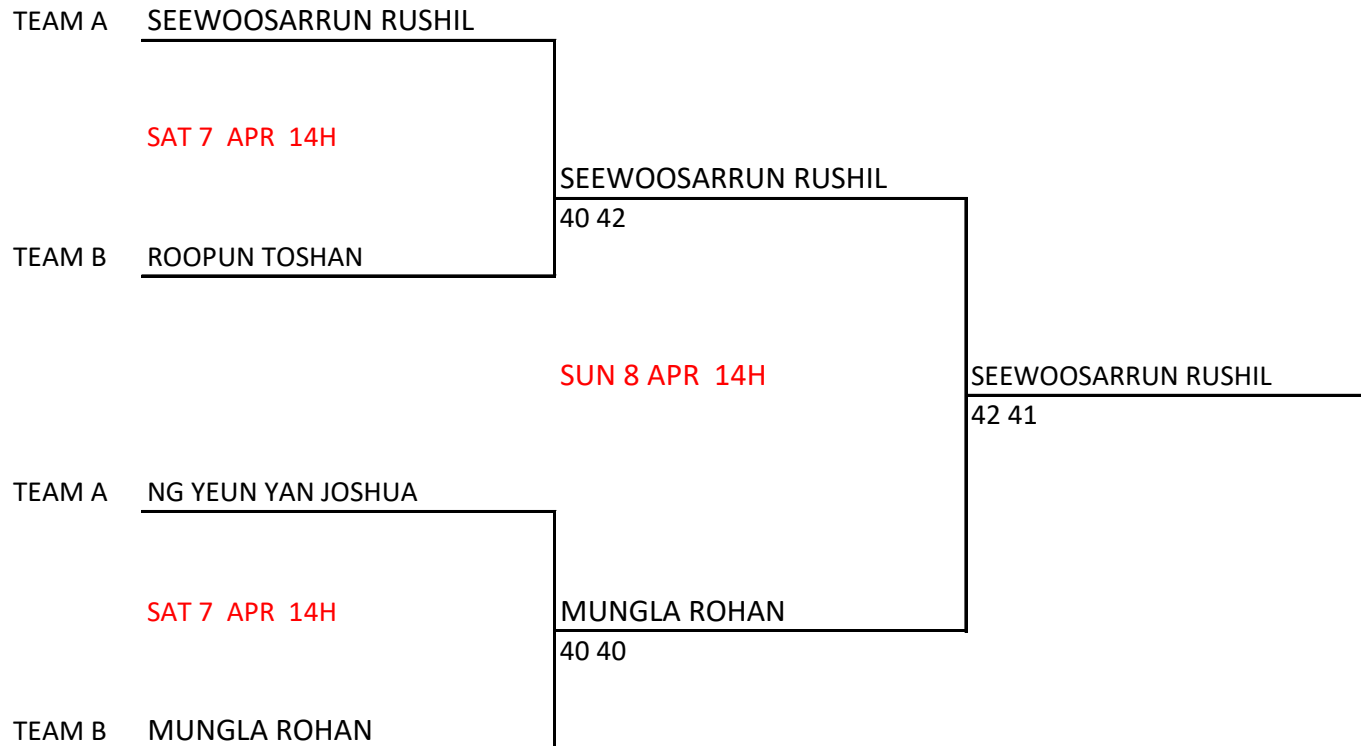 TEAM A SEEWOOSARRUN RUSHIL
SAT 7 APR 14H
SEEWOOSARRUN RUSHIL
40 42
TEAM B ROOPUN TOSHAN
SUN 8 APR 14H
SEEWOOSARRUN RUSHIL
42 41
TEAM A NG YEUN YAN JOSHUA
SAT 7 APR 14H
MUNGLA ROHAN
40 40
TEAM B MUNGLA ROHAN